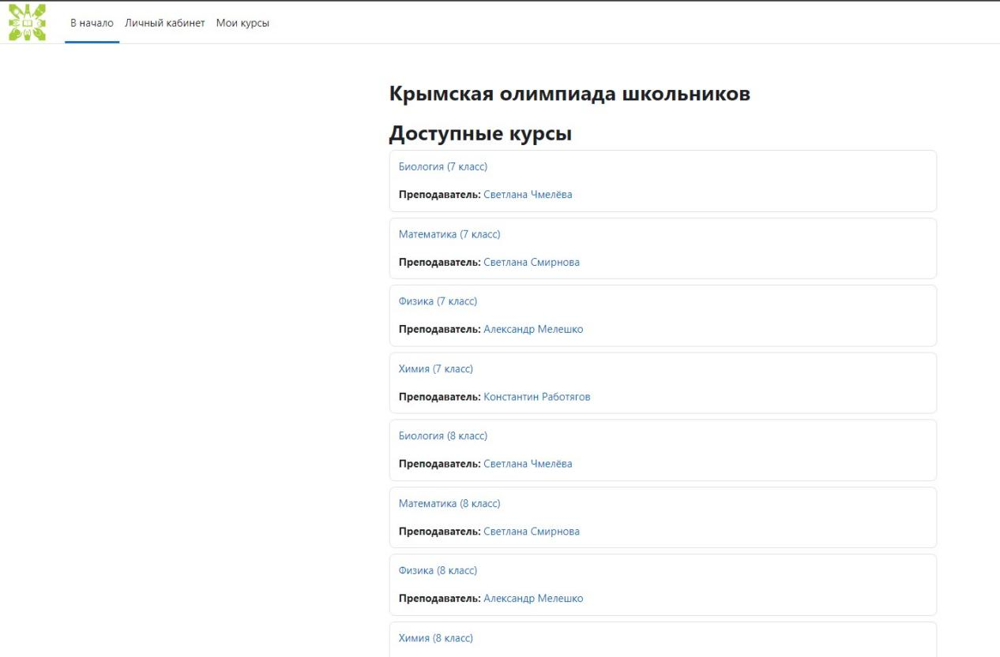 В начало Личный кабинет Мои курсы
Крымская олимпиада школьников
Доступные курсы
Биология (7 класс)
Преподаватель: Светлана Чмелёва
Математика (7 класс)
Преподаватель: Светлана Смирнова
Физика (7 класс)
Преподаватель: Александр Мелешко
Химия (7 класс)
Преподаватель: Константин Работягов
Биология (8 класс)
Преподаватель: Светлана Чмелёва
Математика (8 класс)
Преподаватель: Светлана Смирнова
Физика (8 класс)
Преподаватель: Александр Мелешко
Химия (8 класс)